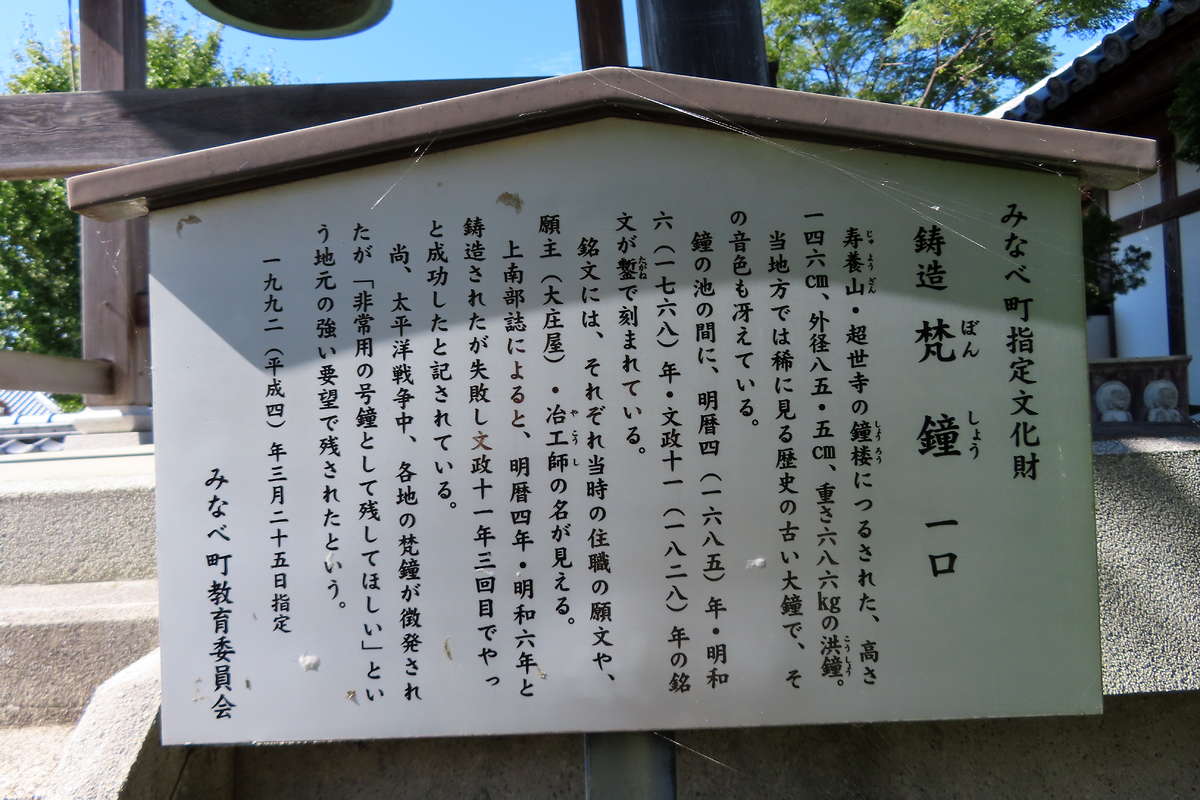 みなべ町指定文化財
鋳造 梵鐘 一口
寿養山・超世寺の鐘楼につるされた、高さ
一四六㎝、外径八五・五㎝、重さ六八六㎏の洪鐘。
当地方では稀に見る歴史の古い大鐘で、そ
の音色も冴えている。
鐘の池の間に、明暦四（一六八五）年・明和
六（一七六八）年・文政十一（一八二八）年の銘
文が鏨で刻まれている。
銘文には、それぞれ当時の住職の願文や、
願主（大庄屋）・冶工師の名が見える。
上南部誌によると、明暦四年・明和六年と
鋳造されたが失敗し文政十一年三回目でやっ
と成功したと記されている。
尚、太平洋戦争中、各地の梵鐘が徴発され
たが「非常用の号鐘として残してほしい」とい
う地元の強い要望で残されたという。
一九九二（平成四）年三月二十五日指定
みなべ町教育委員会